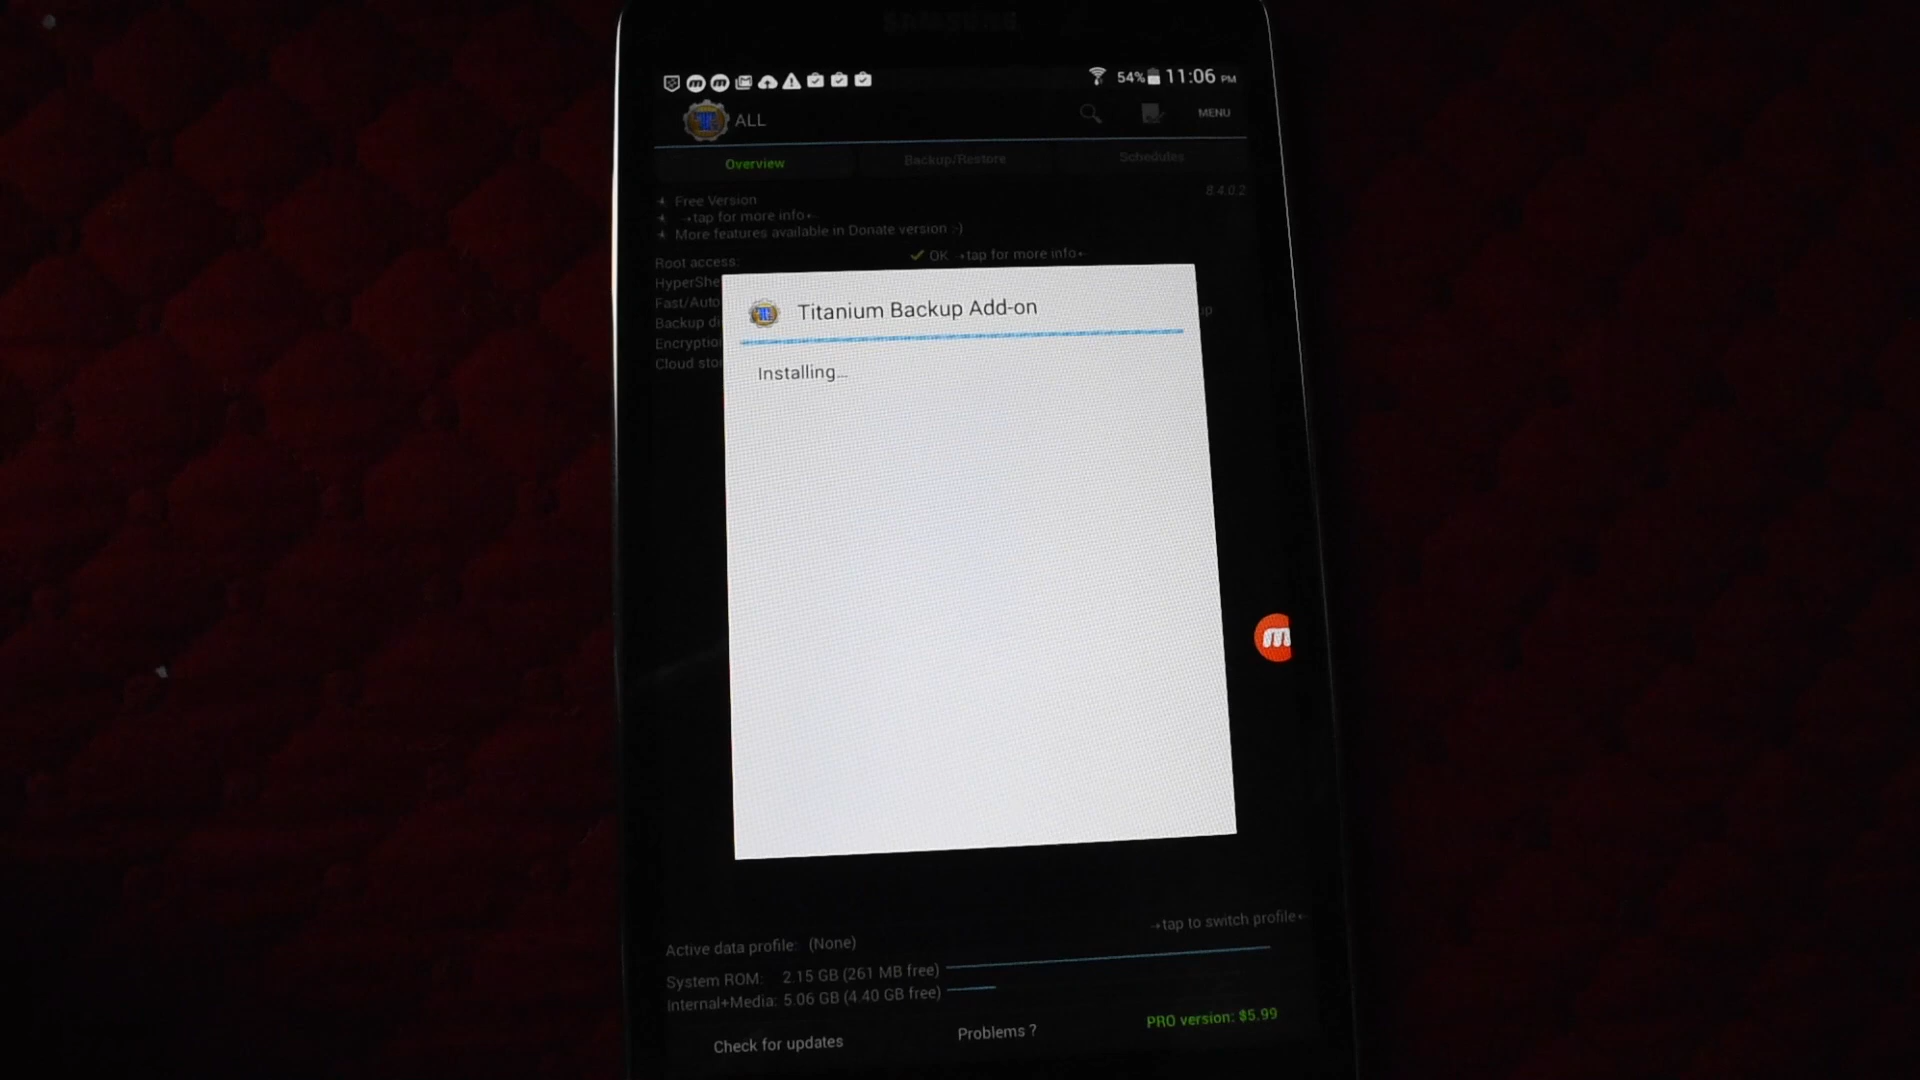 SAMSUNG
54% 11:06 PM
ALL
MENU
Overview Backup/Restore Schedules
Free Version 8.4.0.2
→tap for more info←
More features available in Donate version :-)
Root access: OK →tap for more info←
HyperShe
Fast/Auto
Backup di
Encryptio
Cloud sto
Titanium Backup Add-on
Installing...
m
→tap to switch profile←
Active data profile: (None)
System ROM: 2.15 GB (261 MB free)
Internal+Media: 5.06 GB (4.40 GB free)
Check for updates Problems ? PRO version: $5.99